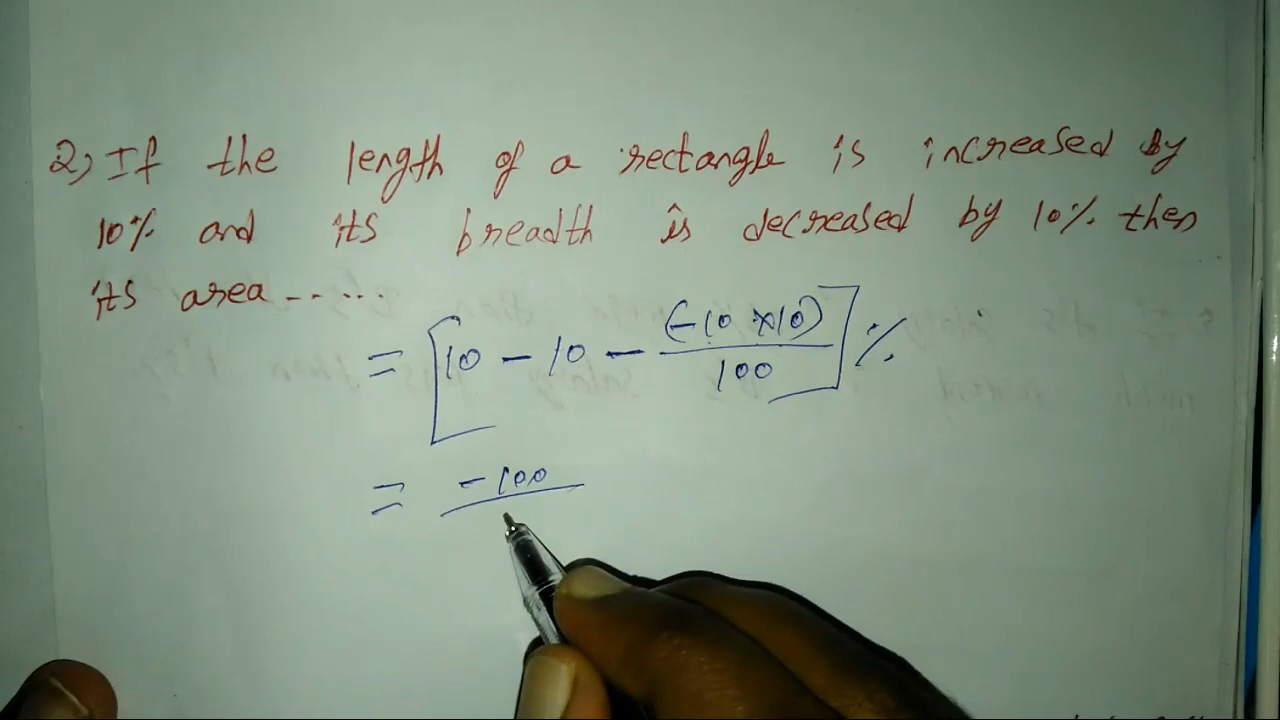 2, If the length of a rectangle is increased by
10% and its breadth is decreased by 10% then
its area -----
= [10 - 10 - (-10 × 10) / 100] %
= -100